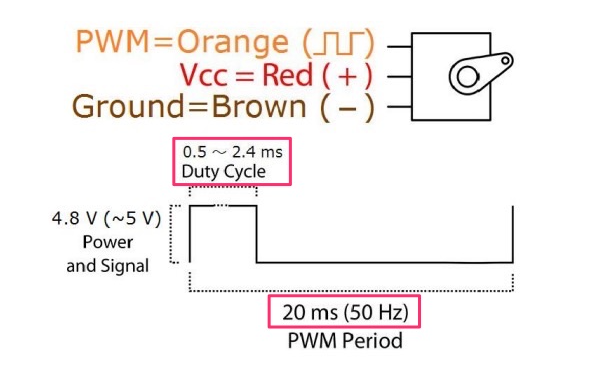 PWM=Orange (⎍⎍)
Vcc = Red ( + )
Ground=Brown ( – )
0.5 ～ 2.4 ms
Duty Cycle
4.8 V (~5 V)
Power
and Signal
20 ms (50 Hz)
PWM Period